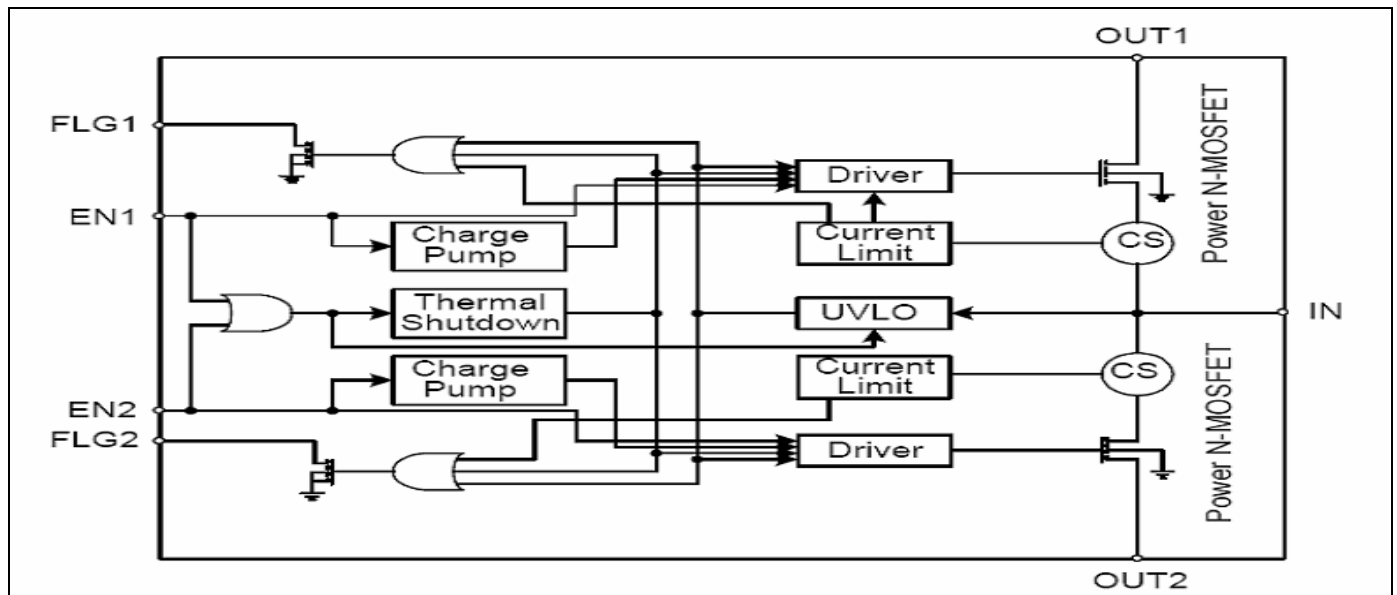 OUT1
FLG1
Driver
Power N-MOSFET
EN1
Charge
Pump
Current
Limit
CS
Thermal
Shutdown
UVLO
IN
Charge
Pump
Current
Limit
CS
EN2
FLG2
Driver
Power N-MOSFET
OUT2